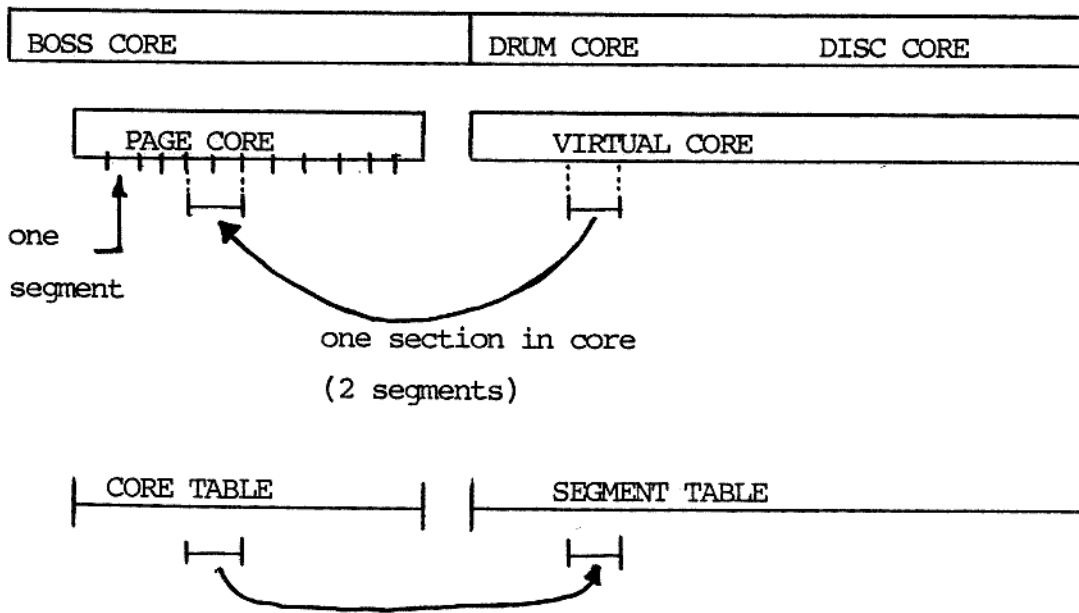 BOSS CORE DRUM CORE DISC CORE
PAGE CORE VIRTUAL CORE
one
segment
one section in core
(2 segments)
CORE TABLE SEGMENT TABLE